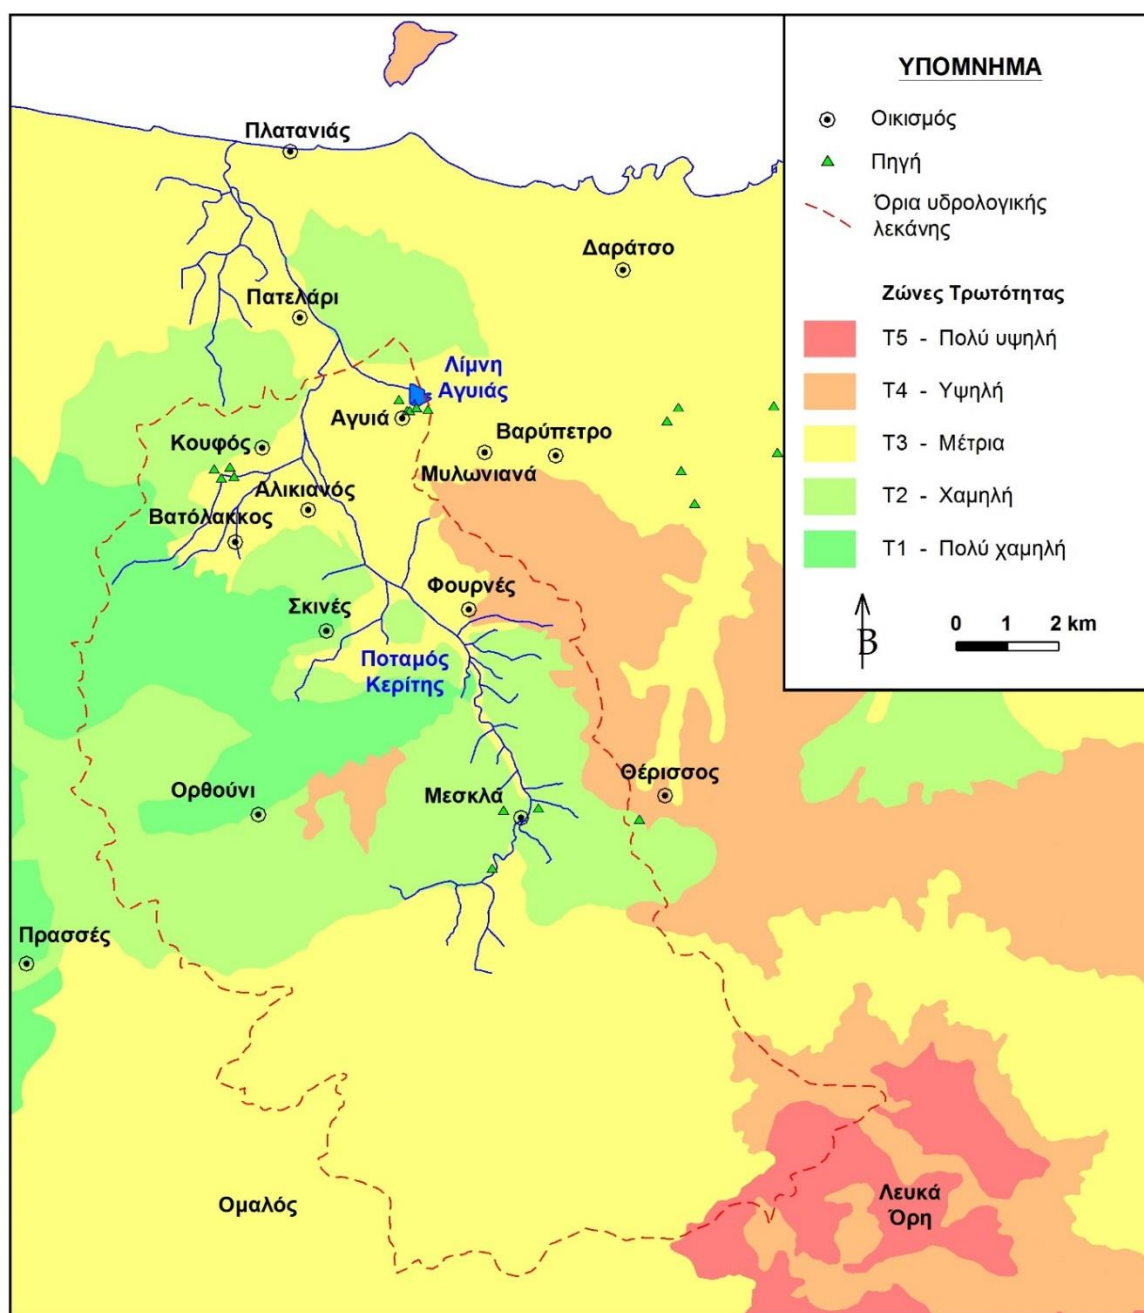 ΥΠΟΜΝΗΜΑ
Οικισμός
Πηγή
Όρια υδρολογικής
λεκάνης
Ζώνες Τρωτότητας
T5 - Πολύ υψηλή
T4 - Υψηλή
T3 - Μέτρια
T2 - Χαμηλή
T1 - Πολύ χαμηλή
Β
0 1 2 km
Πλατανιάς
Δαράτσο
Πατελάρι
Λίμνη
Αγυιάς
Αγυιά
Κουφός
Βαρύπετρο
Μυλωνιανά
Αλικιανός
Βατόλακκος
Φουρνές
Σκινές
Ποταμός
Κερίτης
Θέρισσος
Ορθούνι
Μεσκλά
Πρασσές
Ομαλός
Λευκά
Όρη